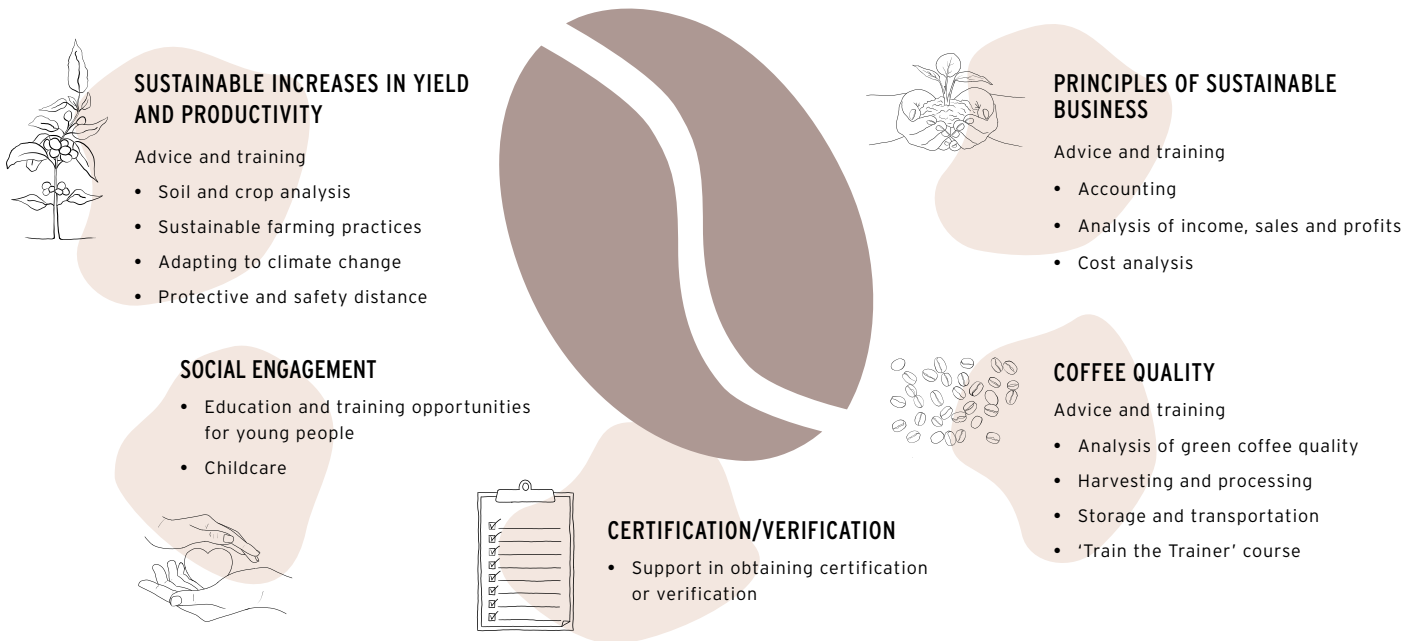 SUSTAINABLE INCREASES IN YIELD
AND PRODUCTIVITY
Advice and training
• Soil and crop analysis
• Sustainable farming practices
• Adapting to climate change
• Protective and safety distance
PRINCIPLES OF SUSTAINABLE
BUSINESS
Advice and training
• Accounting
• Analysis of income, sales and profits
• Cost analysis
SOCIAL ENGAGEMENT
• Education and training opportunities
for young people
• Childcare
COFFEE QUALITY
Advice and training
• Analysis of green coffee quality
• Harvesting and processing
• Storage and transportation
• ‘Train the Trainer’ course
CERTIFICATION/VERIFICATION
• Support in obtaining certification
or verification